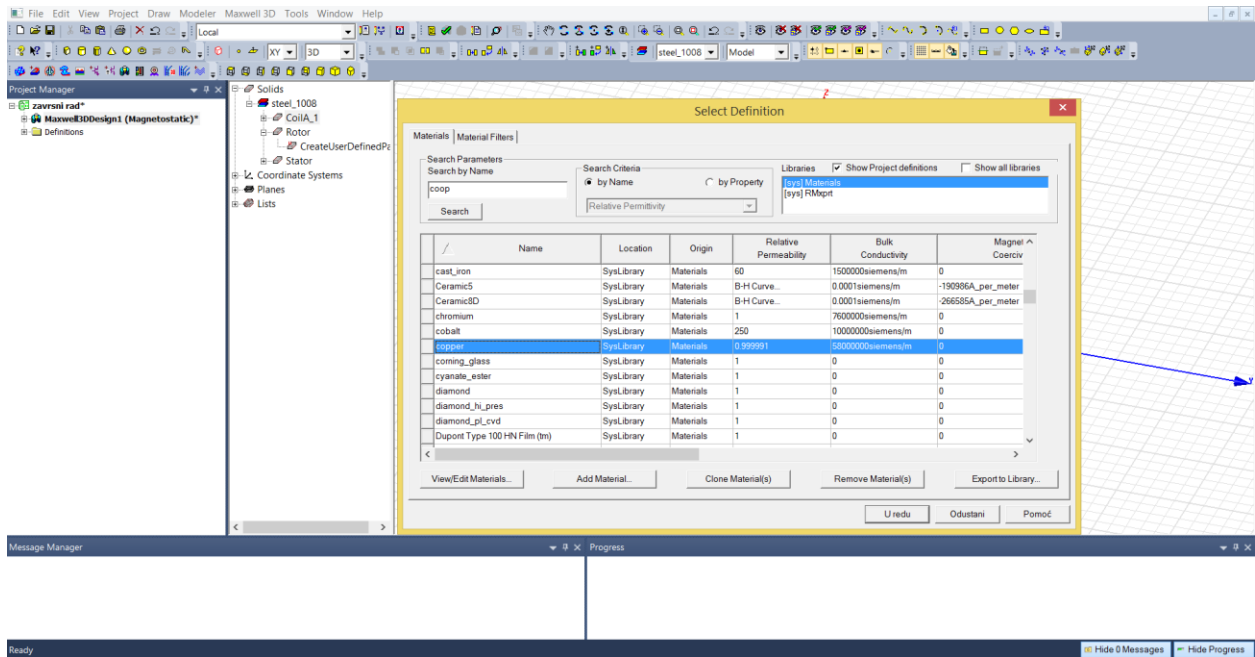 File Edit View Project Draw Modeler Maxwell 3D Tools Window Help
Local
XY 3D steel_1008 Model
Project Manager
zavrsni rad*
Maxwell3DDesign1 (Magnetostatic)*
Definitions
Solids
steel_1008
CoilA_1
Rotor
CreateUserDefinedPa
Stator
Coordinate Systems
Planes
Lists
Z
Select Definition
Materials Material Filters
Search Parameters
Search by Name
coop
Search
Search Criteria
by Name by Property
Relative Permittivity
Libraries Show Project definitions Show all libraries
[sys] Materials
[sys] RMxprt
/ Name Location Origin Relative Permeability Bulk Conductivity Magnet Coerciv
cast_iron SysLibrary Materials 60 1500000siemens/m 0
Ceramic5 SysLibrary Materials B-H Curve... 0.0001siemens/m -190986A_per_meter
Ceramic8D SysLibrary Materials B-H Curve... 0.0001siemens/m -266585A_per_meter
chromium SysLibrary Materials 1 7600000siemens/m 0
cobalt SysLibrary Materials 250 10000000siemens/m 0
copper SysLibrary Materials 0.999991 58000000siemens/m 0
corning_glass SysLibrary Materials 1 0 0
cyanate_ester SysLibrary Materials 1 0 0
diamond SysLibrary Materials 1 0 0
diamond_hi_pres SysLibrary Materials 1 0 0
diamond_pl_cvd SysLibrary Materials 1 0 0
Dupont Type 100 HN Film (tm) SysLibrary Materials 1 0 0
View/Edit Materials... Add Material... Clone Material(s) Remove Material(s) Export to Library...
U redu Odustani Pomoć
Message Manager
Progress
Ready
Hide 0 Messages Hide Progress